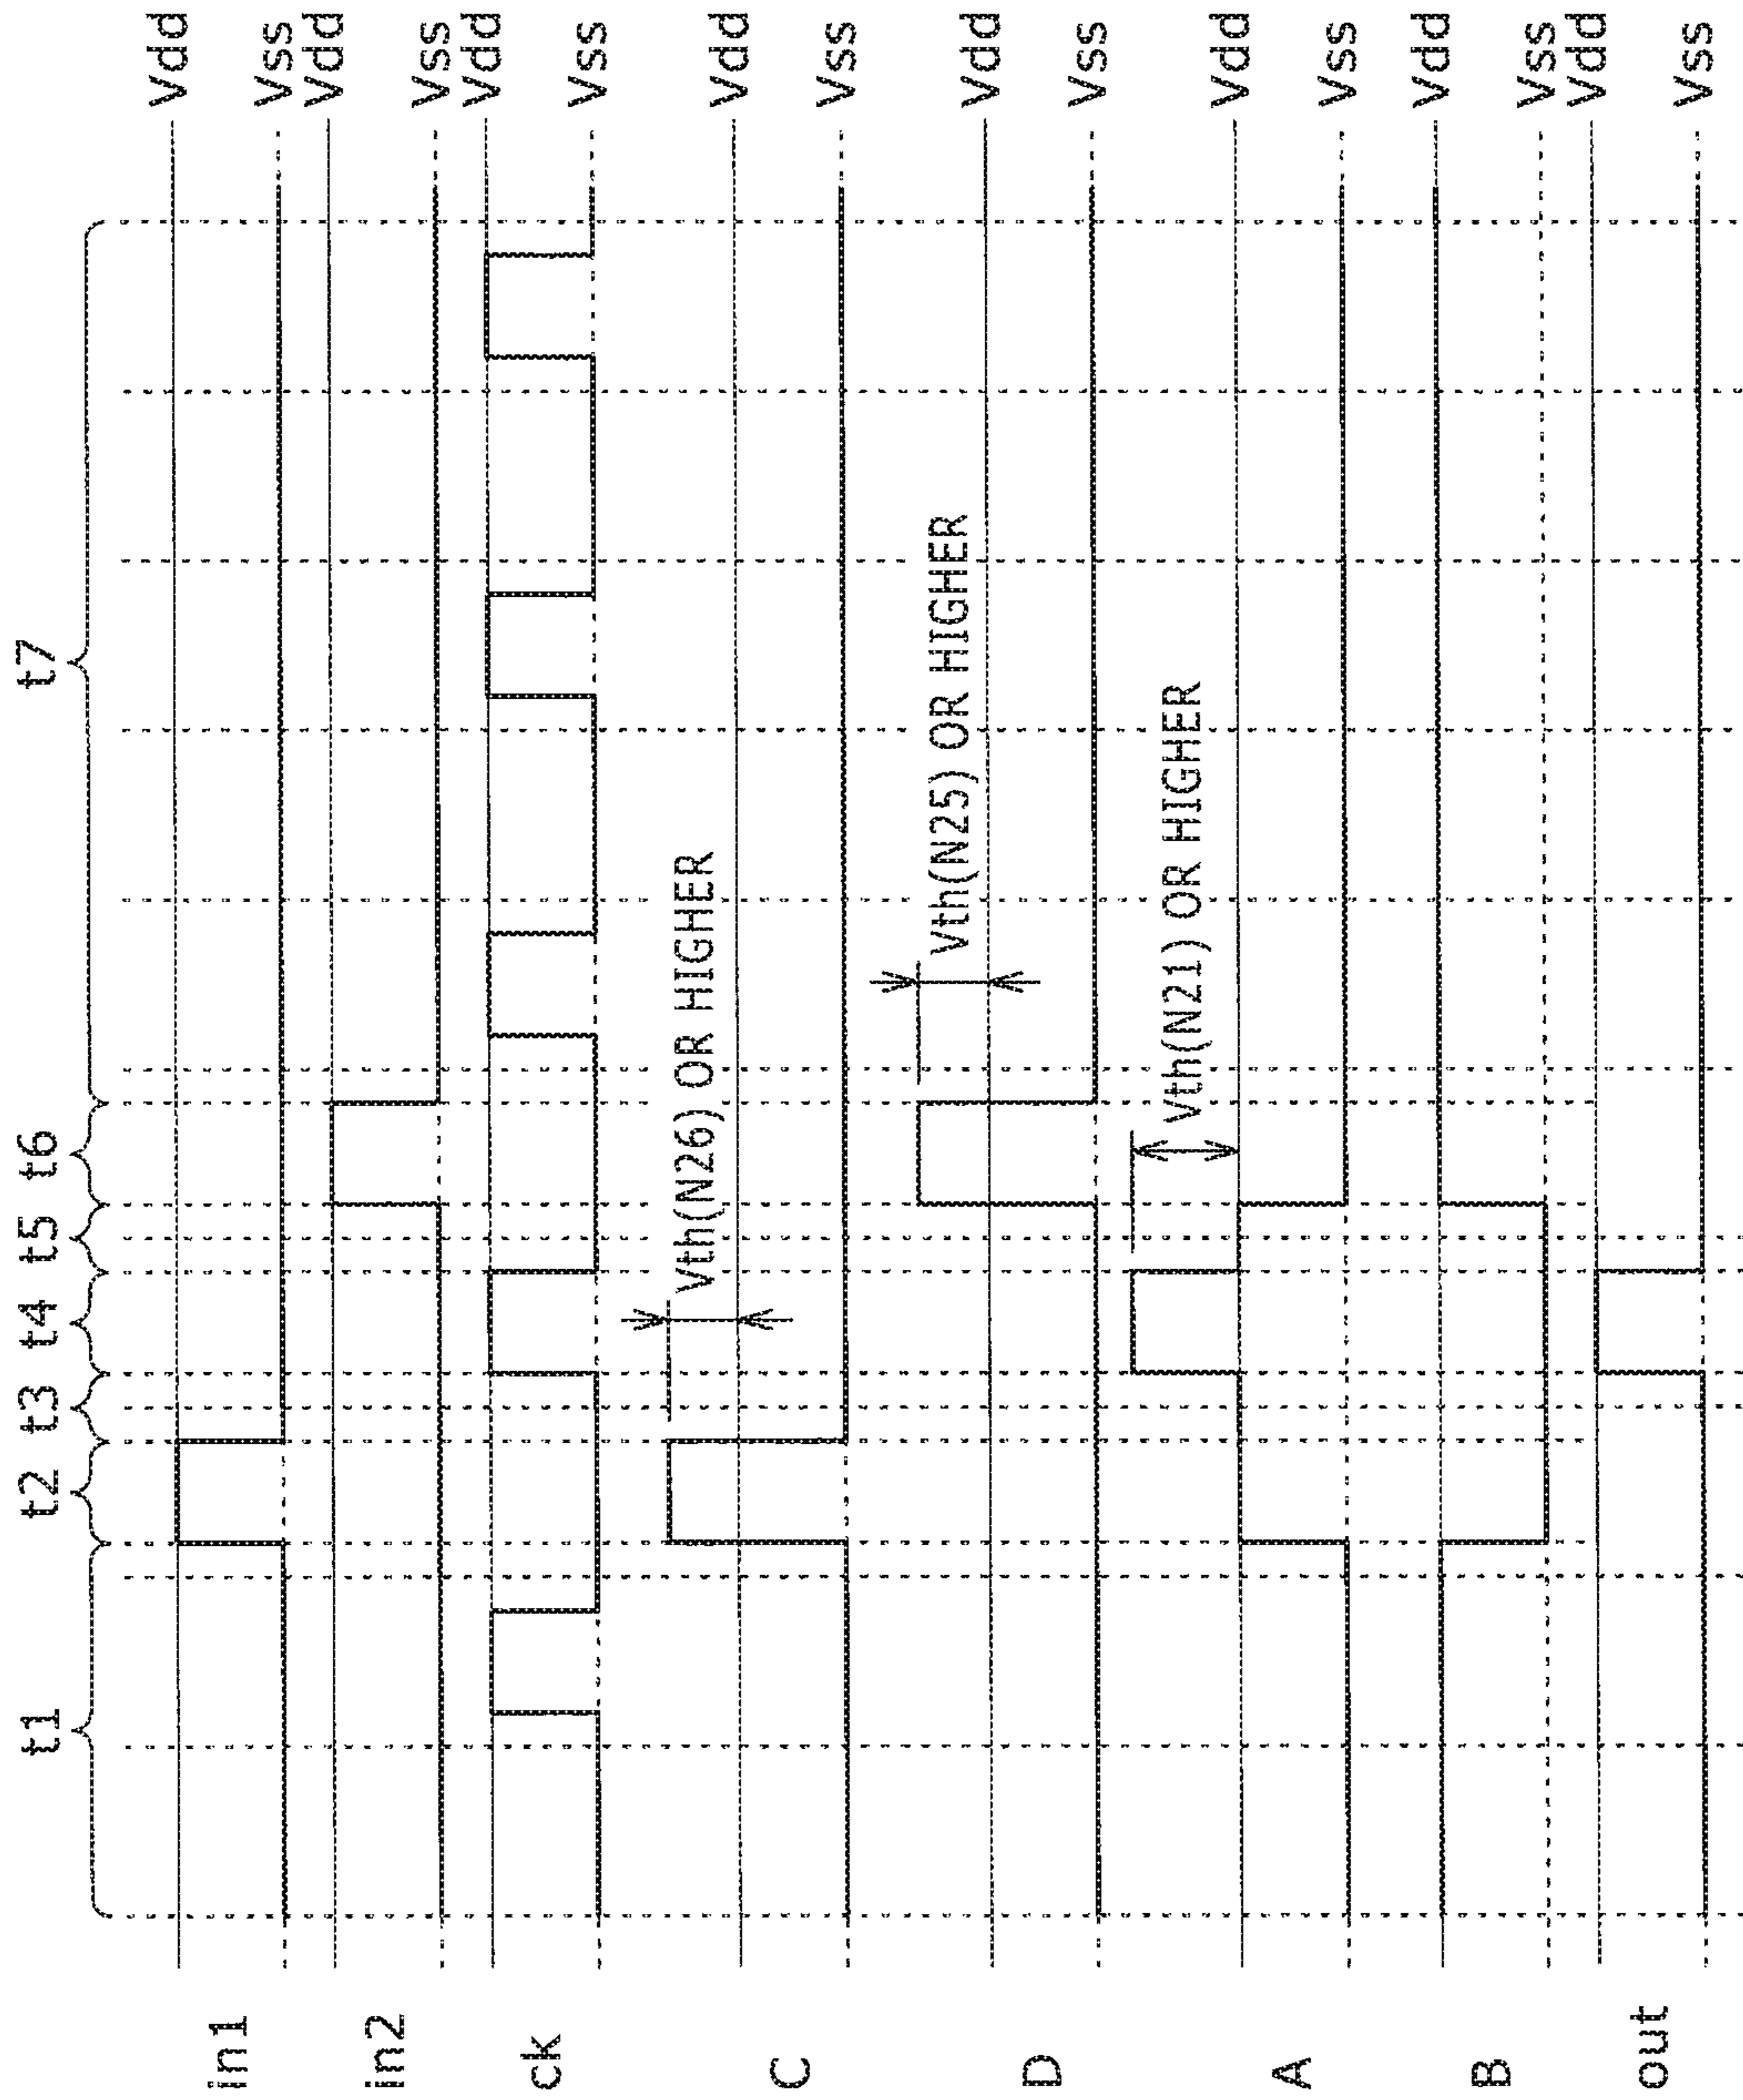 t1 t2 t3 t4 t5 t6 t7
in1
Vdd
Vss
in2
Vdd
Vss
ck
Vdd
Vss
C
Vth(N26) OR HIGHER
Vdd
Vss
D
Vth(N25) OR HIGHER
Vdd
Vss
A
Vth(N21) OR HIGHER
Vdd
Vss
B
Vdd
Vss
out
Vdd
Vss